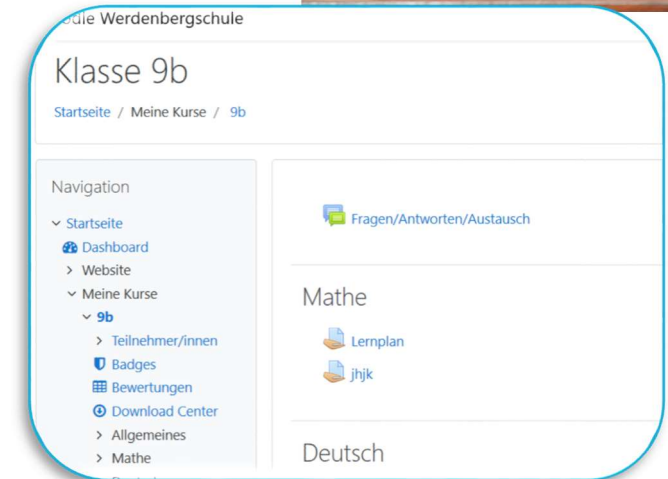 Werdenbergschule
Klasse 9b
Startseite / Meine Kurse / 9b
Navigation
Startseite
Dashboard
Website
Meine Kurse
9b
Teilnehmer/innen
Badges
Bewertungen
Download Center
Allgemeines
Mathe
Fragen/Antworten/Austausch
Mathe
Lernplan
jhjk
Deutsch